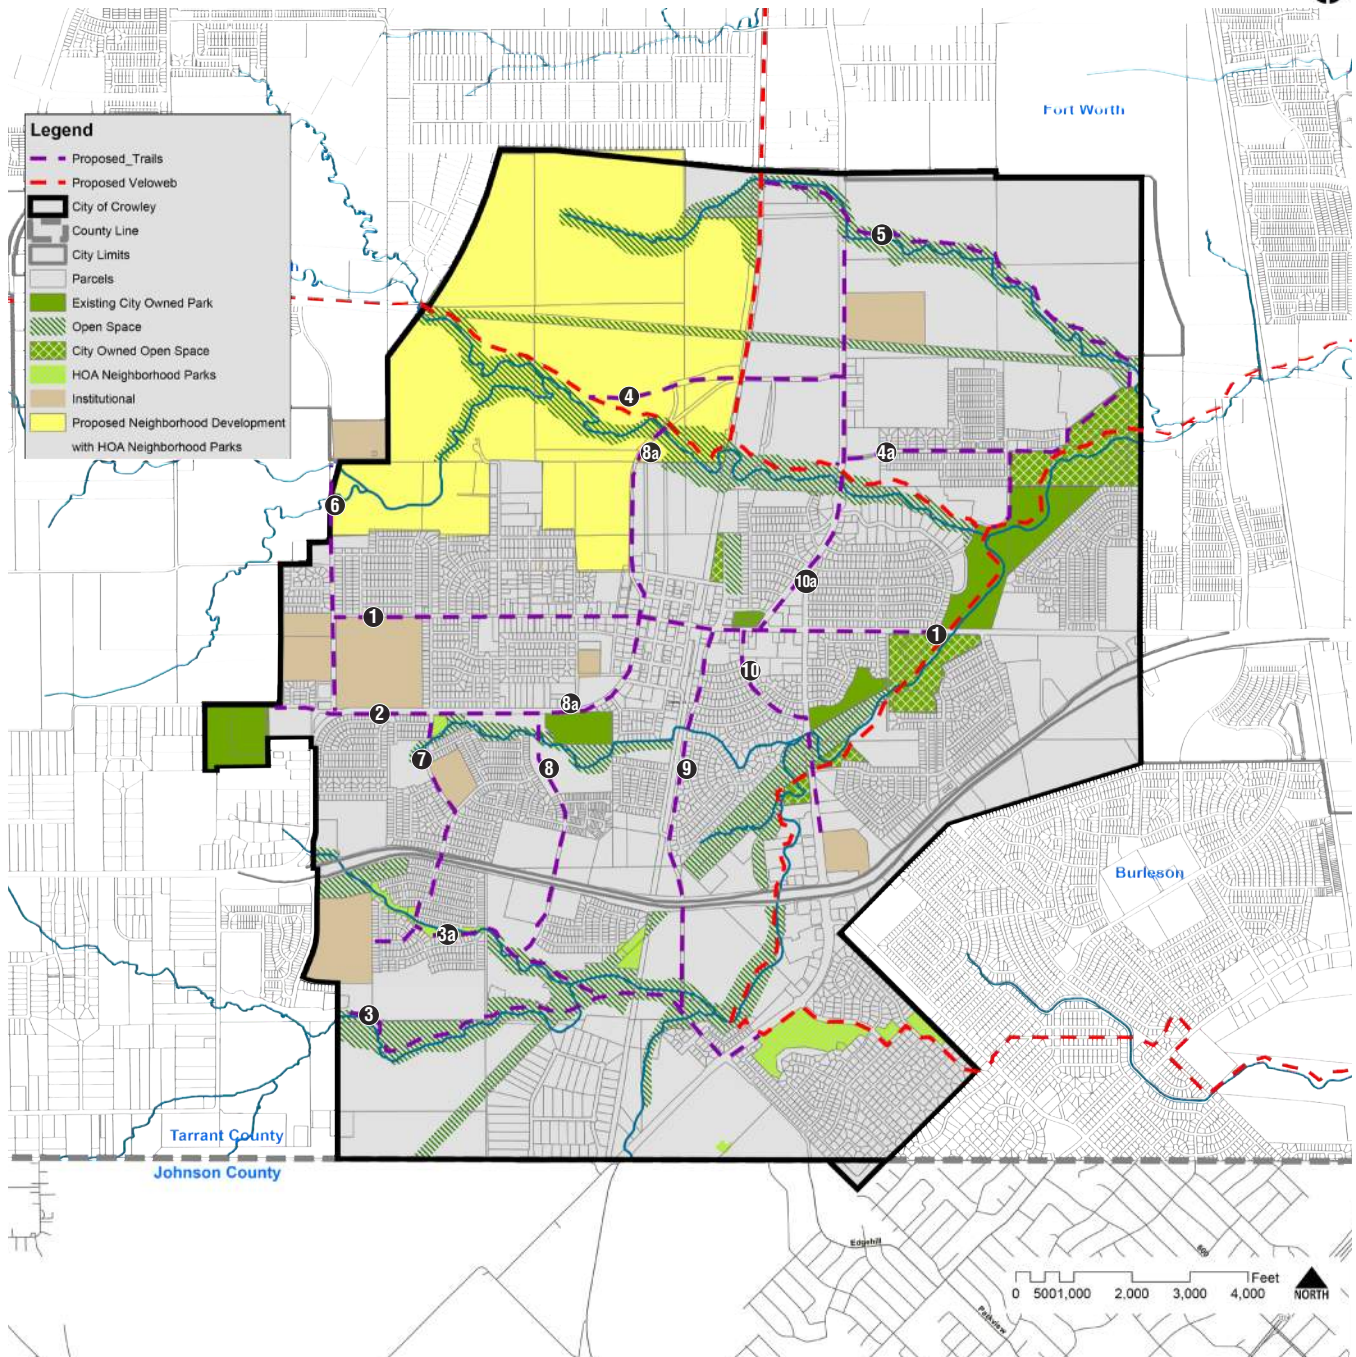 Fort Worth
Legend
Proposed_Trails
Proposed Veloweb
City of Crowley
County Line
City Limits
Parcels
Existing City Owned Park
Open Space
City Owned Open Space
HOA Neighborhood Parks
Institutional
Proposed Neighborhood Development
with HOA Neighborhood Parks
5
4
8a
4a
6
10a
1
1
10
8a
2
7
8
9
Burleson
3a
3
Tarrant County
Johnson County
Edgehill
600
Parkview
Feet
0 500 1,000 2,000 3,000 4,000
NORTH